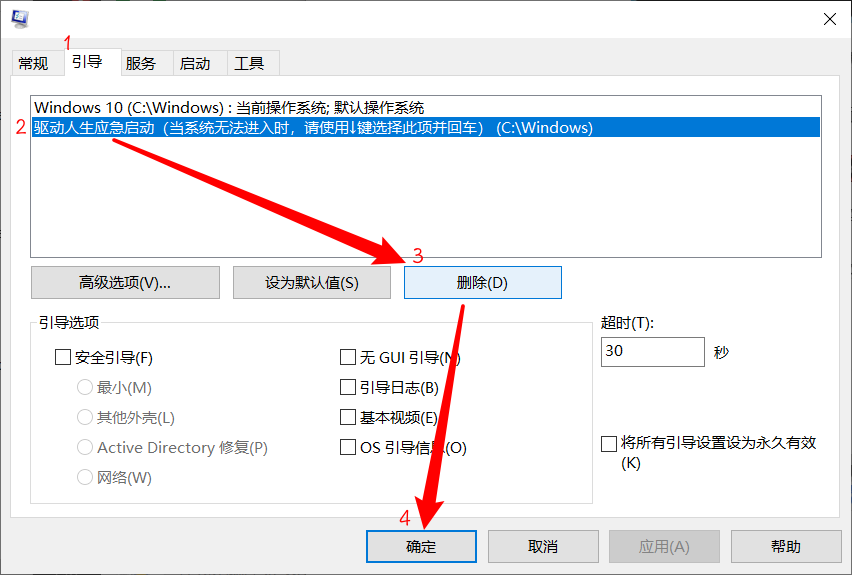 1
常规 引导 服务 启动 工具
Windows 10 (C:\Windows) : 当前操作系统; 默认操作系统
2 驱动人生应急启动（当系统无法进入时，请使用↓键选择此项并回车） (C:\Windows)
3
高级选项(V)... 设为默认值(S) 删除(D)
引导选项 超时(T):
30 秒
安全引导(F) 无 GUI 引导(N)
最小(M) 引导日志(B)
其他外壳(L) 基本视频(E)
Active Directory 修复(P) OS 引导信息(O) 将所有引导设置设为永久有效
(K)
网络(W)
4
确定 取消 应用(A) 帮助